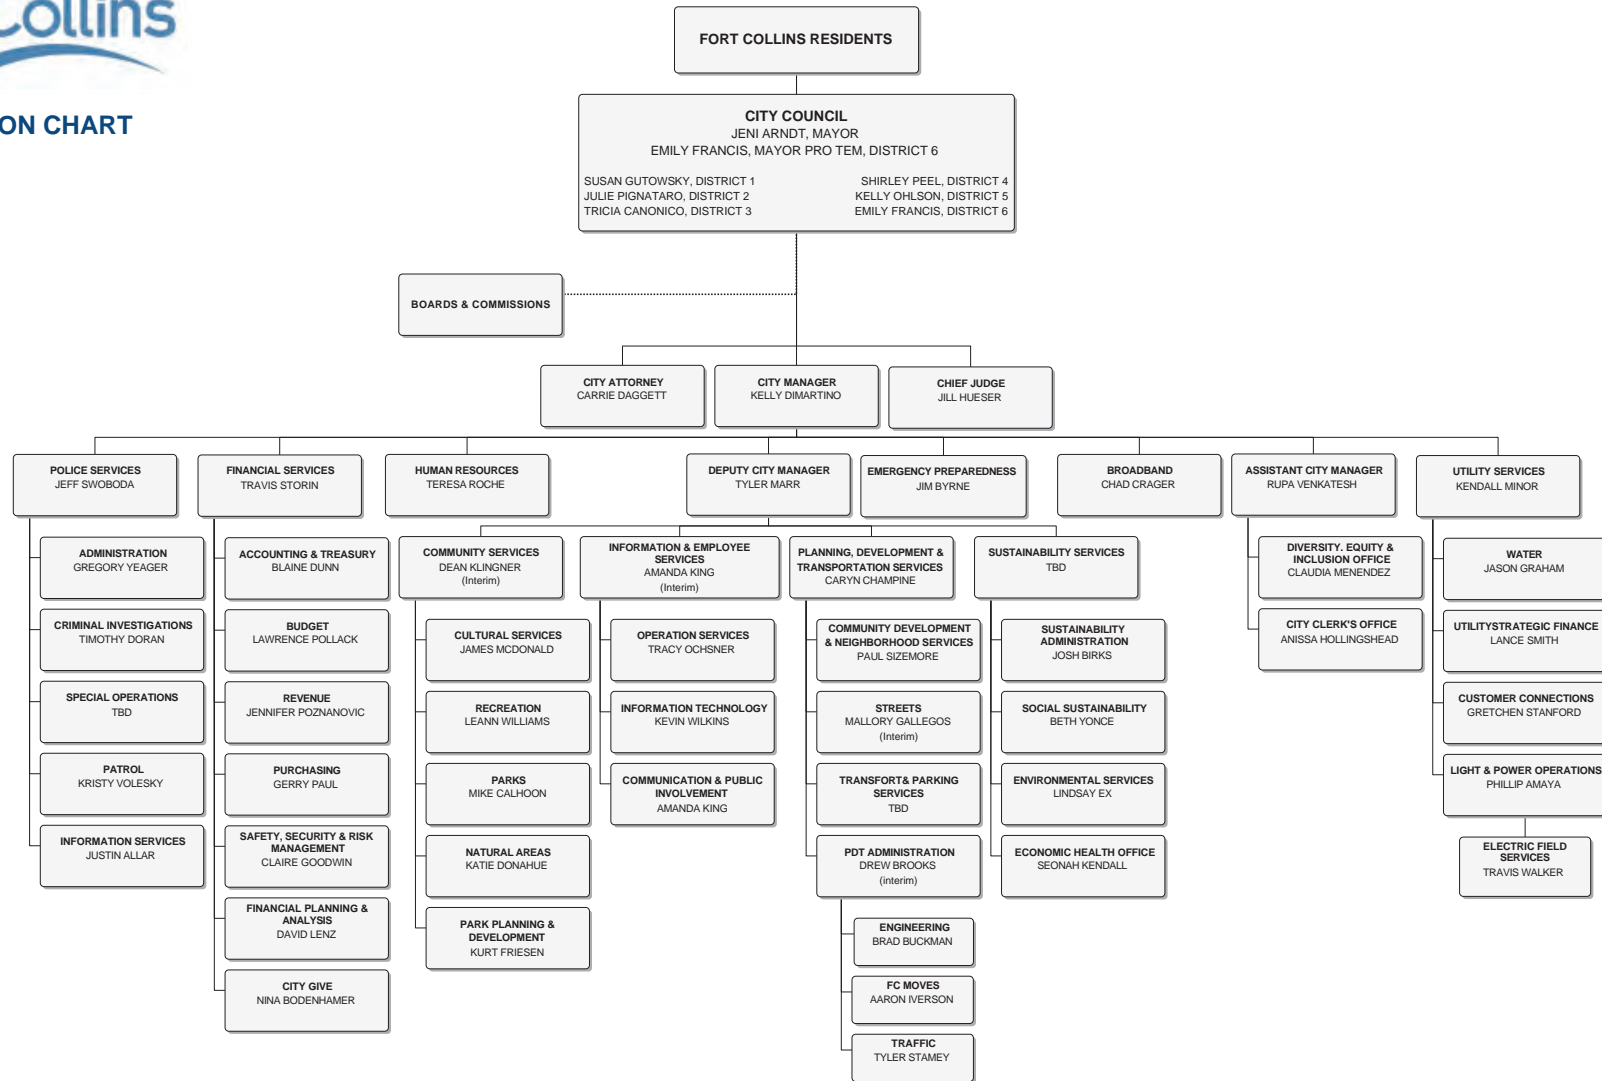 Collins
ON CHART
FORT COLLINS RESIDENTS
CITY COUNCIL
JENI ARNDT, MAYOR
EMILY FRANCIS, MAYOR PRO TEM, DISTRICT 6
SUSAN GUTOWSKY, DISTRICT 1
JULIE PIGNATARO, DISTRICT 2
TRICIA CANONICO, DISTRICT 3
SHIRLEY PEEL, DISTRICT 4
KELLY OHLSON, DISTRICT 5
EMILY FRANCIS, DISTRICT 6
BOARDS & COMMISSIONS
CITY ATTORNEY
CARRIE DAGGETT
CITY MANAGER
KELLY DIMARTINO
CHIEF JUDGE
JILL HUESER
POLICE SERVICES
JEFF SWOBODA
FINANCIAL SERVICES
TRAVIS STORIN
HUMAN RESOURCES
TERESA ROCHE
DEPUTY CITY MANAGER
TYLER MARR
EMERGENCY PREPAREDNESS
JIM BYRNE
BROADBAND
CHAD CRAGER
ASSISTANT CITY MANAGER
RUPA VENKATESH
UTILITY SERVICES
KENDALL MINOR
ADMINISTRATION
GREGORY YEAGER
CRIMINAL INVESTIGATIONS
TIMOTHY DORAN
SPECIAL OPERATIONS
TBD
PATROL
KRISTY VOLESKY
INFORMATION SERVICES
JUSTIN ALLAR
ACCOUNTING & TREASURY
BLAINE DUNN
BUDGET
LAWRENCE POLLACK
REVENUE
JENNIFER POZNANOVIC
PURCHASING
GERRY PAUL
SAFETY, SECURITY & RISK
MANAGEMENT
CLAIRE GOODWIN
FINANCIAL PLANNING &
ANALYSIS
DAVID LENZ
CITY GIVE
NINA BODENHAMER
COMMUNITY SERVICES
DEAN KLINGNER
(Interim)
CULTURAL SERVICES
JAMES MCDONALD
RECREATION
LEANN WILLIAMS
PARKS
MIKE CALHOON
NATURAL AREAS
KATIE DONAHUE
PARK PLANNING &
DEVELOPMENT
KURT FRIESEN
INFORMATION & EMPLOYEE
SERVICES
AMANDA KING
(Interim)
OPERATION SERVICES
TRACY OCHSNER
INFORMATION TECHNOLOGY
KEVIN WILKINS
COMMUNICATION & PUBLIC
INVOLVEMENT
AMANDA KING
PLANNING, DEVELOPMENT &
TRANSPORTATION SERVICES
CARYN CHAMPINE
COMMUNITY DEVELOPMENT
& NEIGHBORHOOD SERVICES
PAUL SIZEMORE
STREETS
MALLORY GALLEGOS
(Interim)
TRANSFORT& PARKING
SERVICES
TBD
PDT ADMINISTRATION
DREW BROOKS
(interim)
ENGINEERING
BRAD BUCKMAN
FC MOVES
AARON IVERSON
TRAFFIC
TYLER STAMEY
SUSTAINABILITY SERVICES
TBD
SUSTAINABILITY
ADMINISTRATION
JOSH BIRKS
SOCIAL SUSTAINABILITY
BETH YONCE
ENVIRONMENTAL SERVICES
LINDSAY EX
ECONOMIC HEALTH OFFICE
SEONAH KENDALL
DIVERSITY. EQUITY &
INCLUSION OFFICE
CLAUDIA MENENDEZ
CITY CLERK'S OFFICE
ANISSA HOLLINGSHEAD
WATER
JASON GRAHAM
UTILITYSTRATEGIC FINANCE
LANCE SMITH
CUSTOMER CONNECTIONS
GRETCHEN STANFORD
LIGHT & POWER OPERATIONS
PHILLIP AMAYA
ELECTRIC FIELD
SERVICES
TRAVIS WALKER